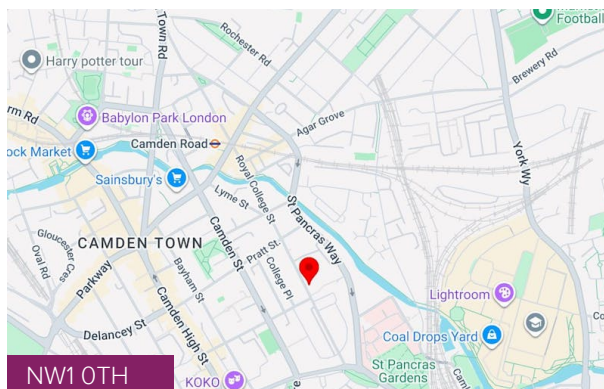 Town Rd
Rochester Rd
Football
Harry potter tour
Brewery Rd
Babylon Park London
Agar Grove
York Wy
rm Rd
Camden Road
ock Market
Sainsbury's
Royal College St
Lyme St
St Pancras Way
Gloucester Cres
Oval Rd
CAMDEN TOWN
Camden St
Pratt St.
Parkway
Bayham St
College Pl
Lightroom
Delancey St
Camden High St
Coal Drops Yard
St Pancras
Gardens
NW1 0TH
KOKO